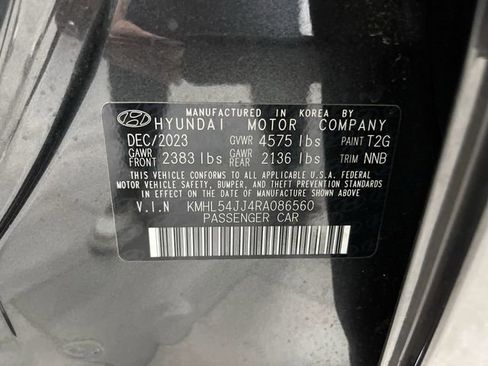 MANUFACTURED IN KOREA BY
HYUNDAI MOTOR COMPANY
DEC/2023 GVWR 4575 lbs PAINT T2G
GAWR FRONT 2383 lbs GAWR REAR 2136 lbs TRIM NNB
THIS VEHICLE CONFORMS TO ALL APPLICABLE U.S.A. FEDERAL
MOTOR VEHICLE SAFETY, BUMPER, AND THEFT PREVENTION STANDARDS
IN EFFECT ON THE DATE OF MANUFACTURE SHOWN ABOVE.
V.I.N KMHL54JJ4RA086560
PASSENGER CAR